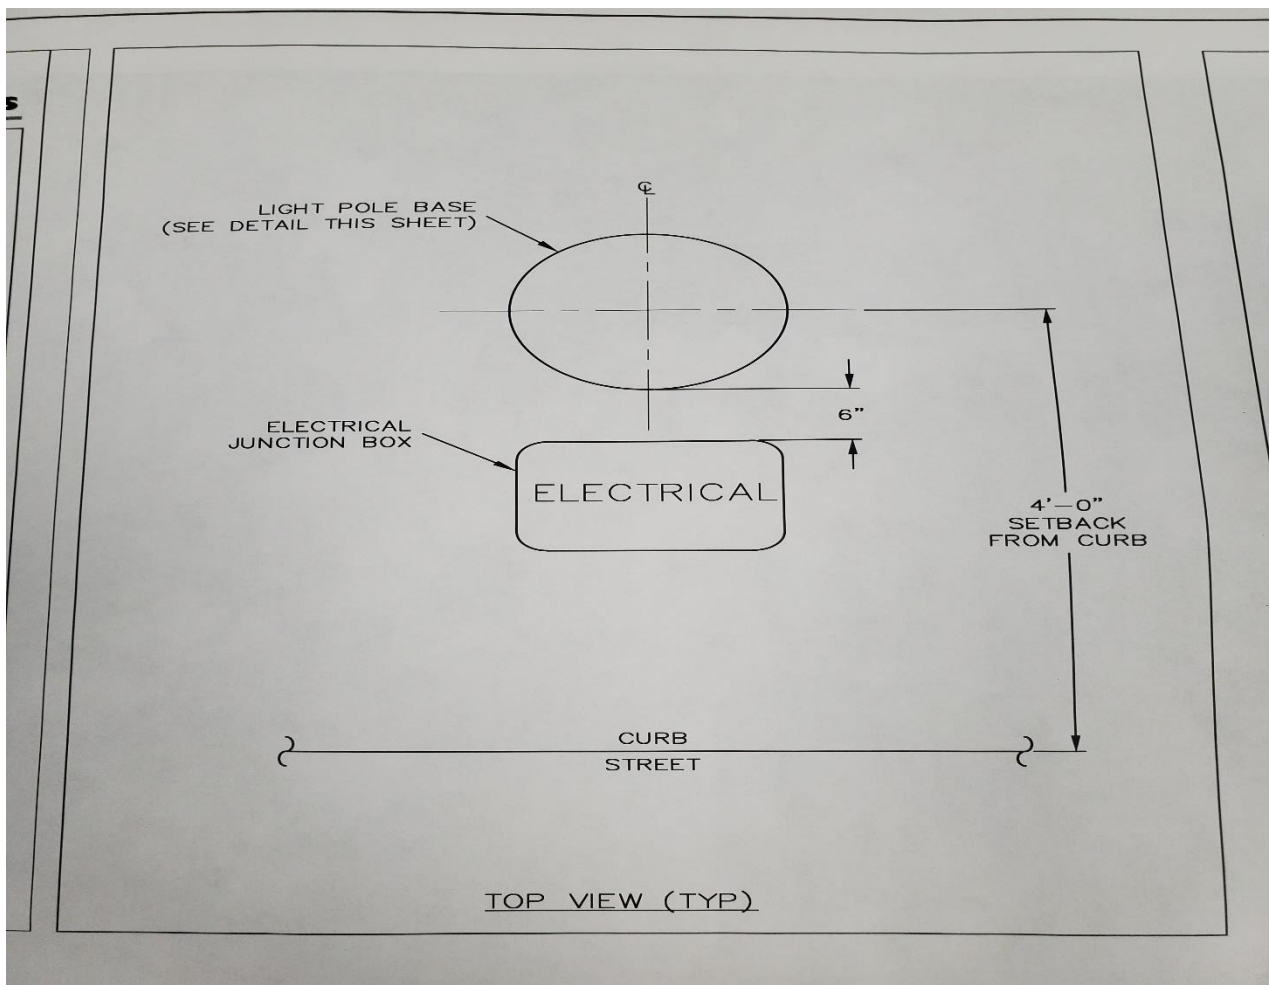 s
℄
LIGHT POLE BASE
(SEE DETAIL THIS SHEET)
6"
ELECTRICAL
JUNCTION BOX
ELECTRICAL
4'-0"
SETBACK
FROM CURB
CURB
STREET
TOP VIEW (TYP)